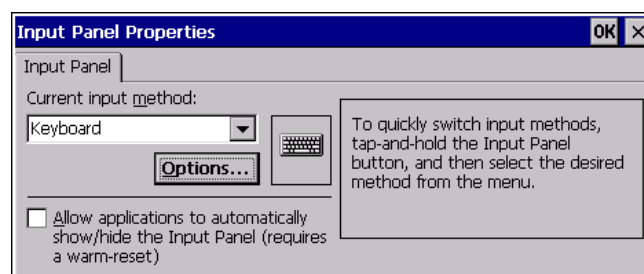 Input Panel Properties OK ×
Input Panel
Current input method:
Keyboard
Options...
To quickly switch input methods,
tap-and-hold the Input Panel
button, and then select the desired
method from the menu.
Allow applications to automatically
show/hide the Input Panel (requires
a warm-reset)